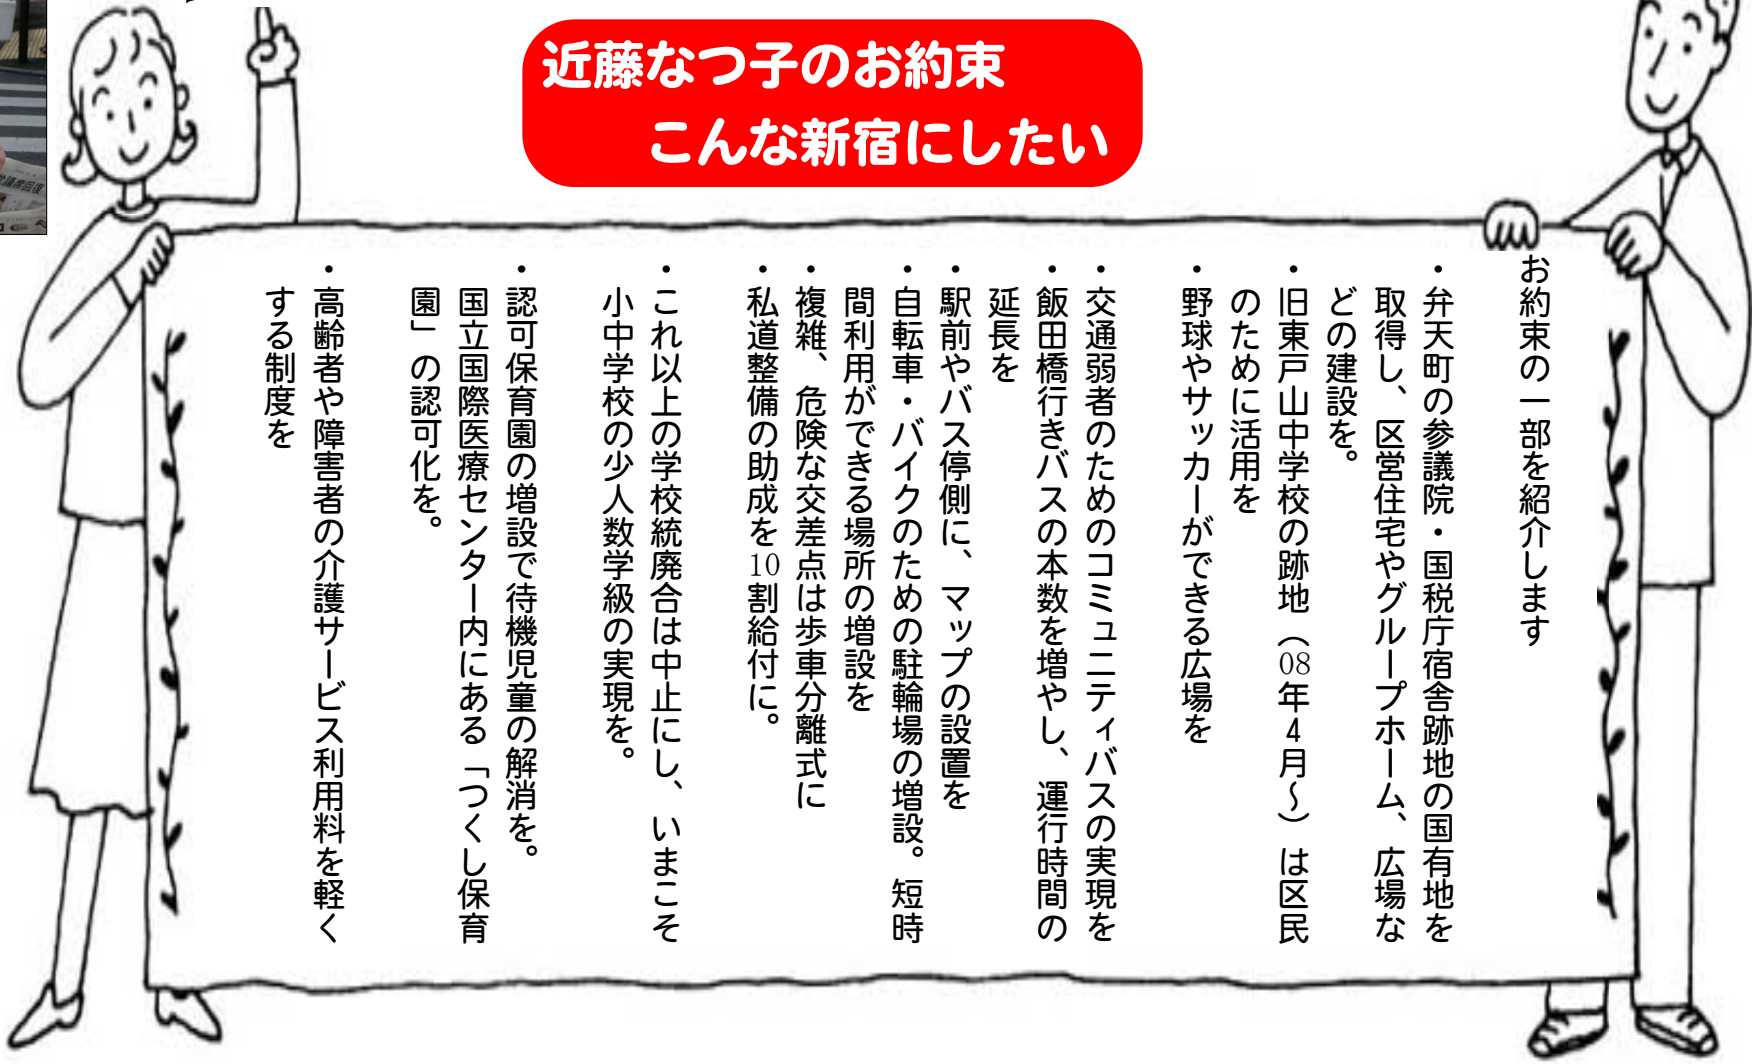 近藤なつ子のお約束
こんな新宿にしたい
お約束の一部を紹介します
・弁天町の参議院・国税庁宿舎跡地の国有地を
取得し、区営住宅やグループホーム、広場な
どの建設を。
・旧東戸山中学校の跡地（08年4月～）は区民
のために活用を
・野球やサッカーができる広場を
・交通弱者のためのコミュニティバスの実現を
・飯田橋行きバスの本数を増やし、運行時間の
延長を
・駅前やバス停側に、マップの設置を
・自転車・バイクのための駐輪場の増設。短時
間利用ができる場所の増設を
・複雑、危険な交差点は歩車分離式に
・私道整備の助成を10割給付に。
・これ以上の学校統廃合は中止にし、いまこそ
小中学校の少人数学級の実現を。
・認可保育園の増設で待機児童の解消を。
国立国際医療センター内にある「つくし保育
園」の認可化を。
・高齢者や障害者の介護サービス利用料を軽く
する制度を